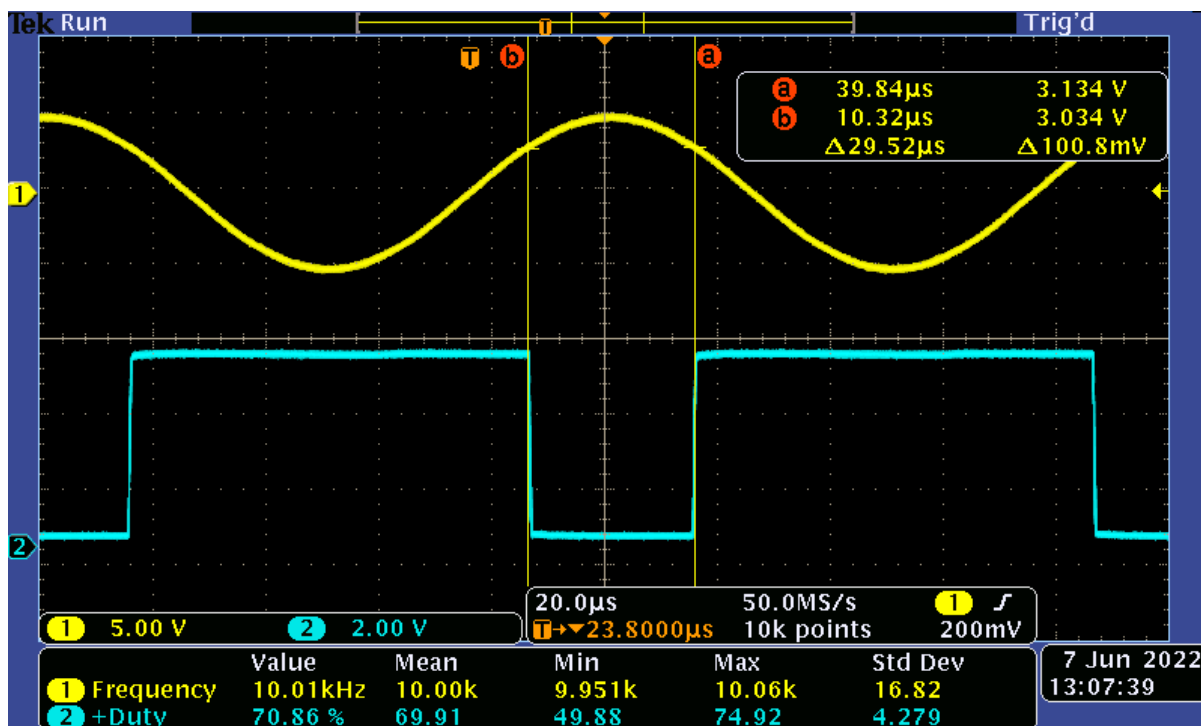 Tek Run Trig'd
T
T b a
a 39.84µs 3.134 V
b 10.32µs 3.034 V
Δ29.52µs Δ100.8mV
1
2
20.0µs 50.0MS/s 1
1 5.00 V 2 2.00 V T→▼23.8000µs 10k points 200mV
Value Mean Min Max Std Dev
1 Frequency 10.01kHz 10.00k 9.951k 10.06k 16.82
2 +Duty 70.86 % 69.91 49.88 74.92 4.279
7 Jun 2022
13:07:39